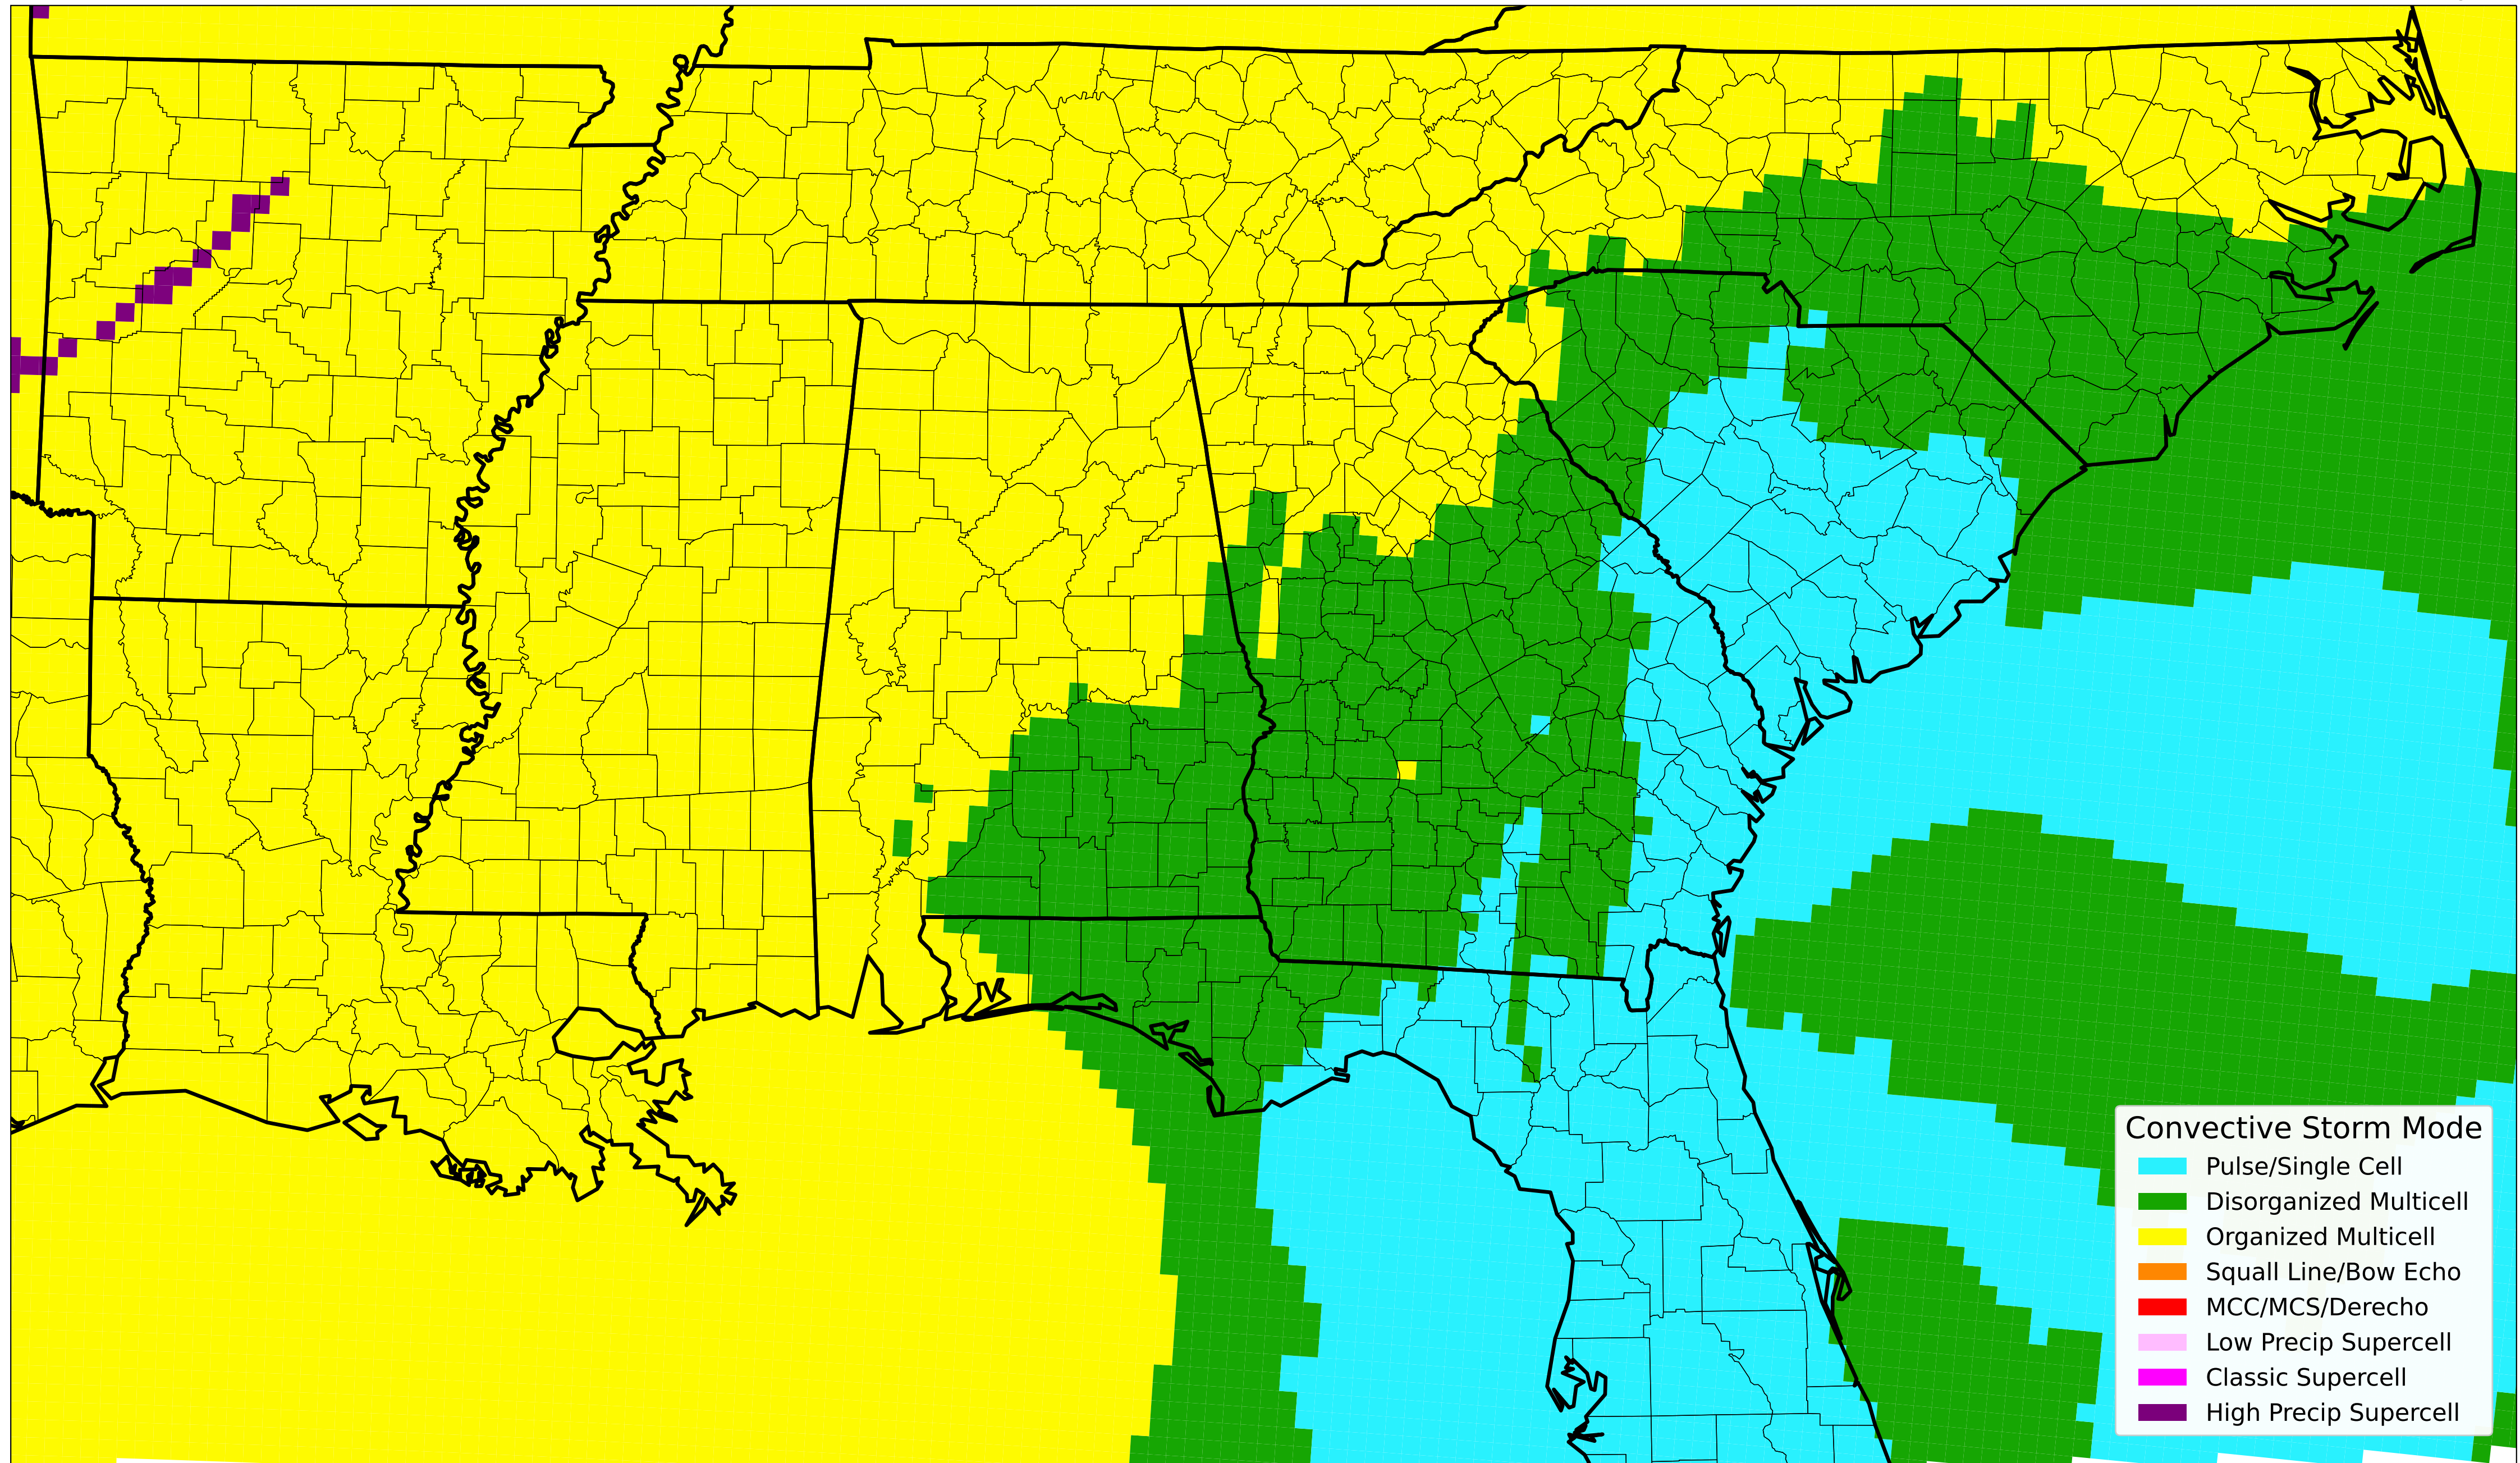 Convective Storm Mode
Pulse/Single Cell
Disorganized Multicell
Organized Multicell
Squall Line/Bow Echo
MCC/MCS/Derecho
Low Precip Supercell
Classic Supercell
High Precip Supercell